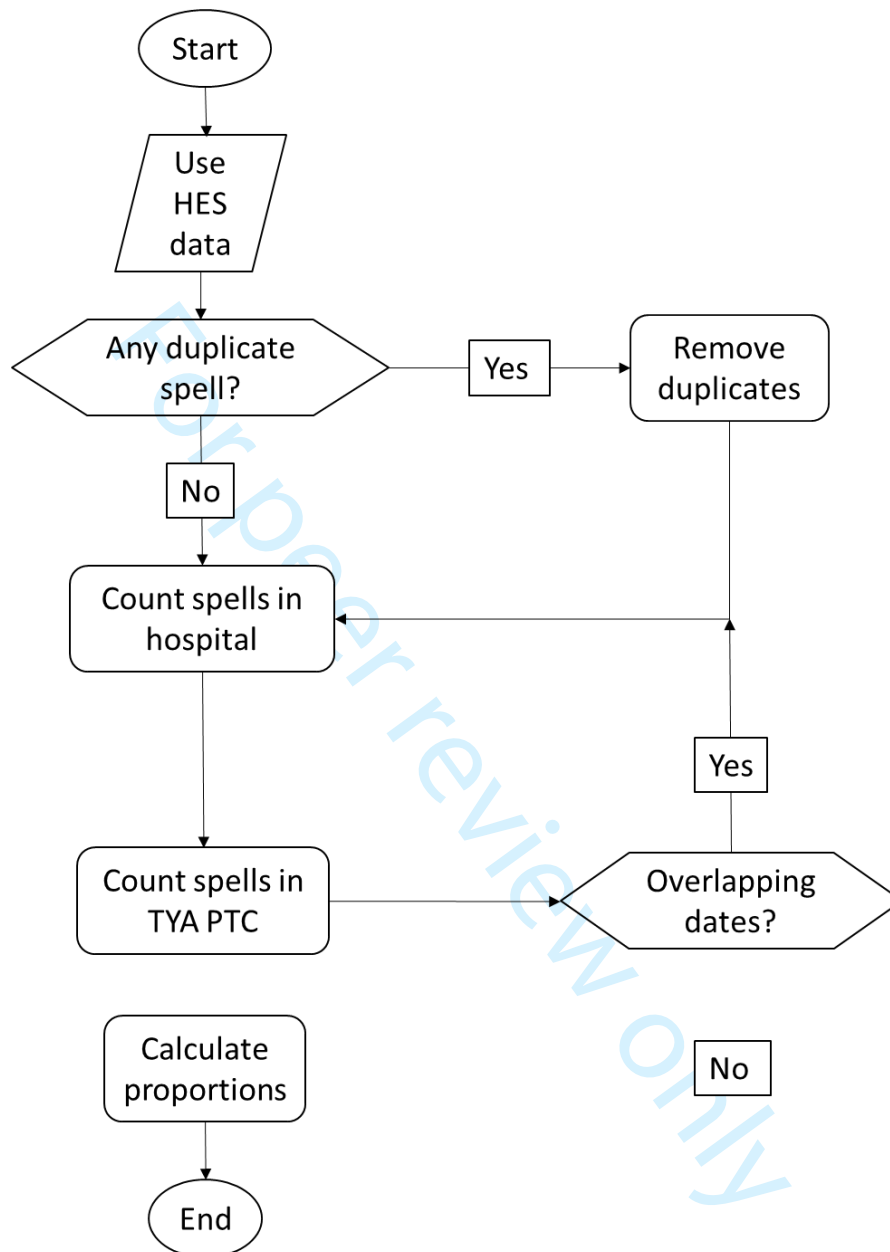 Start
Use
HES
data
Any duplicate
spell?
Yes
Remove
duplicates
No
Count spells in
hospital
Yes
Count spells in
TYA PTC
Overlapping
dates?
Calculate
proportions
No
End
For peer review only